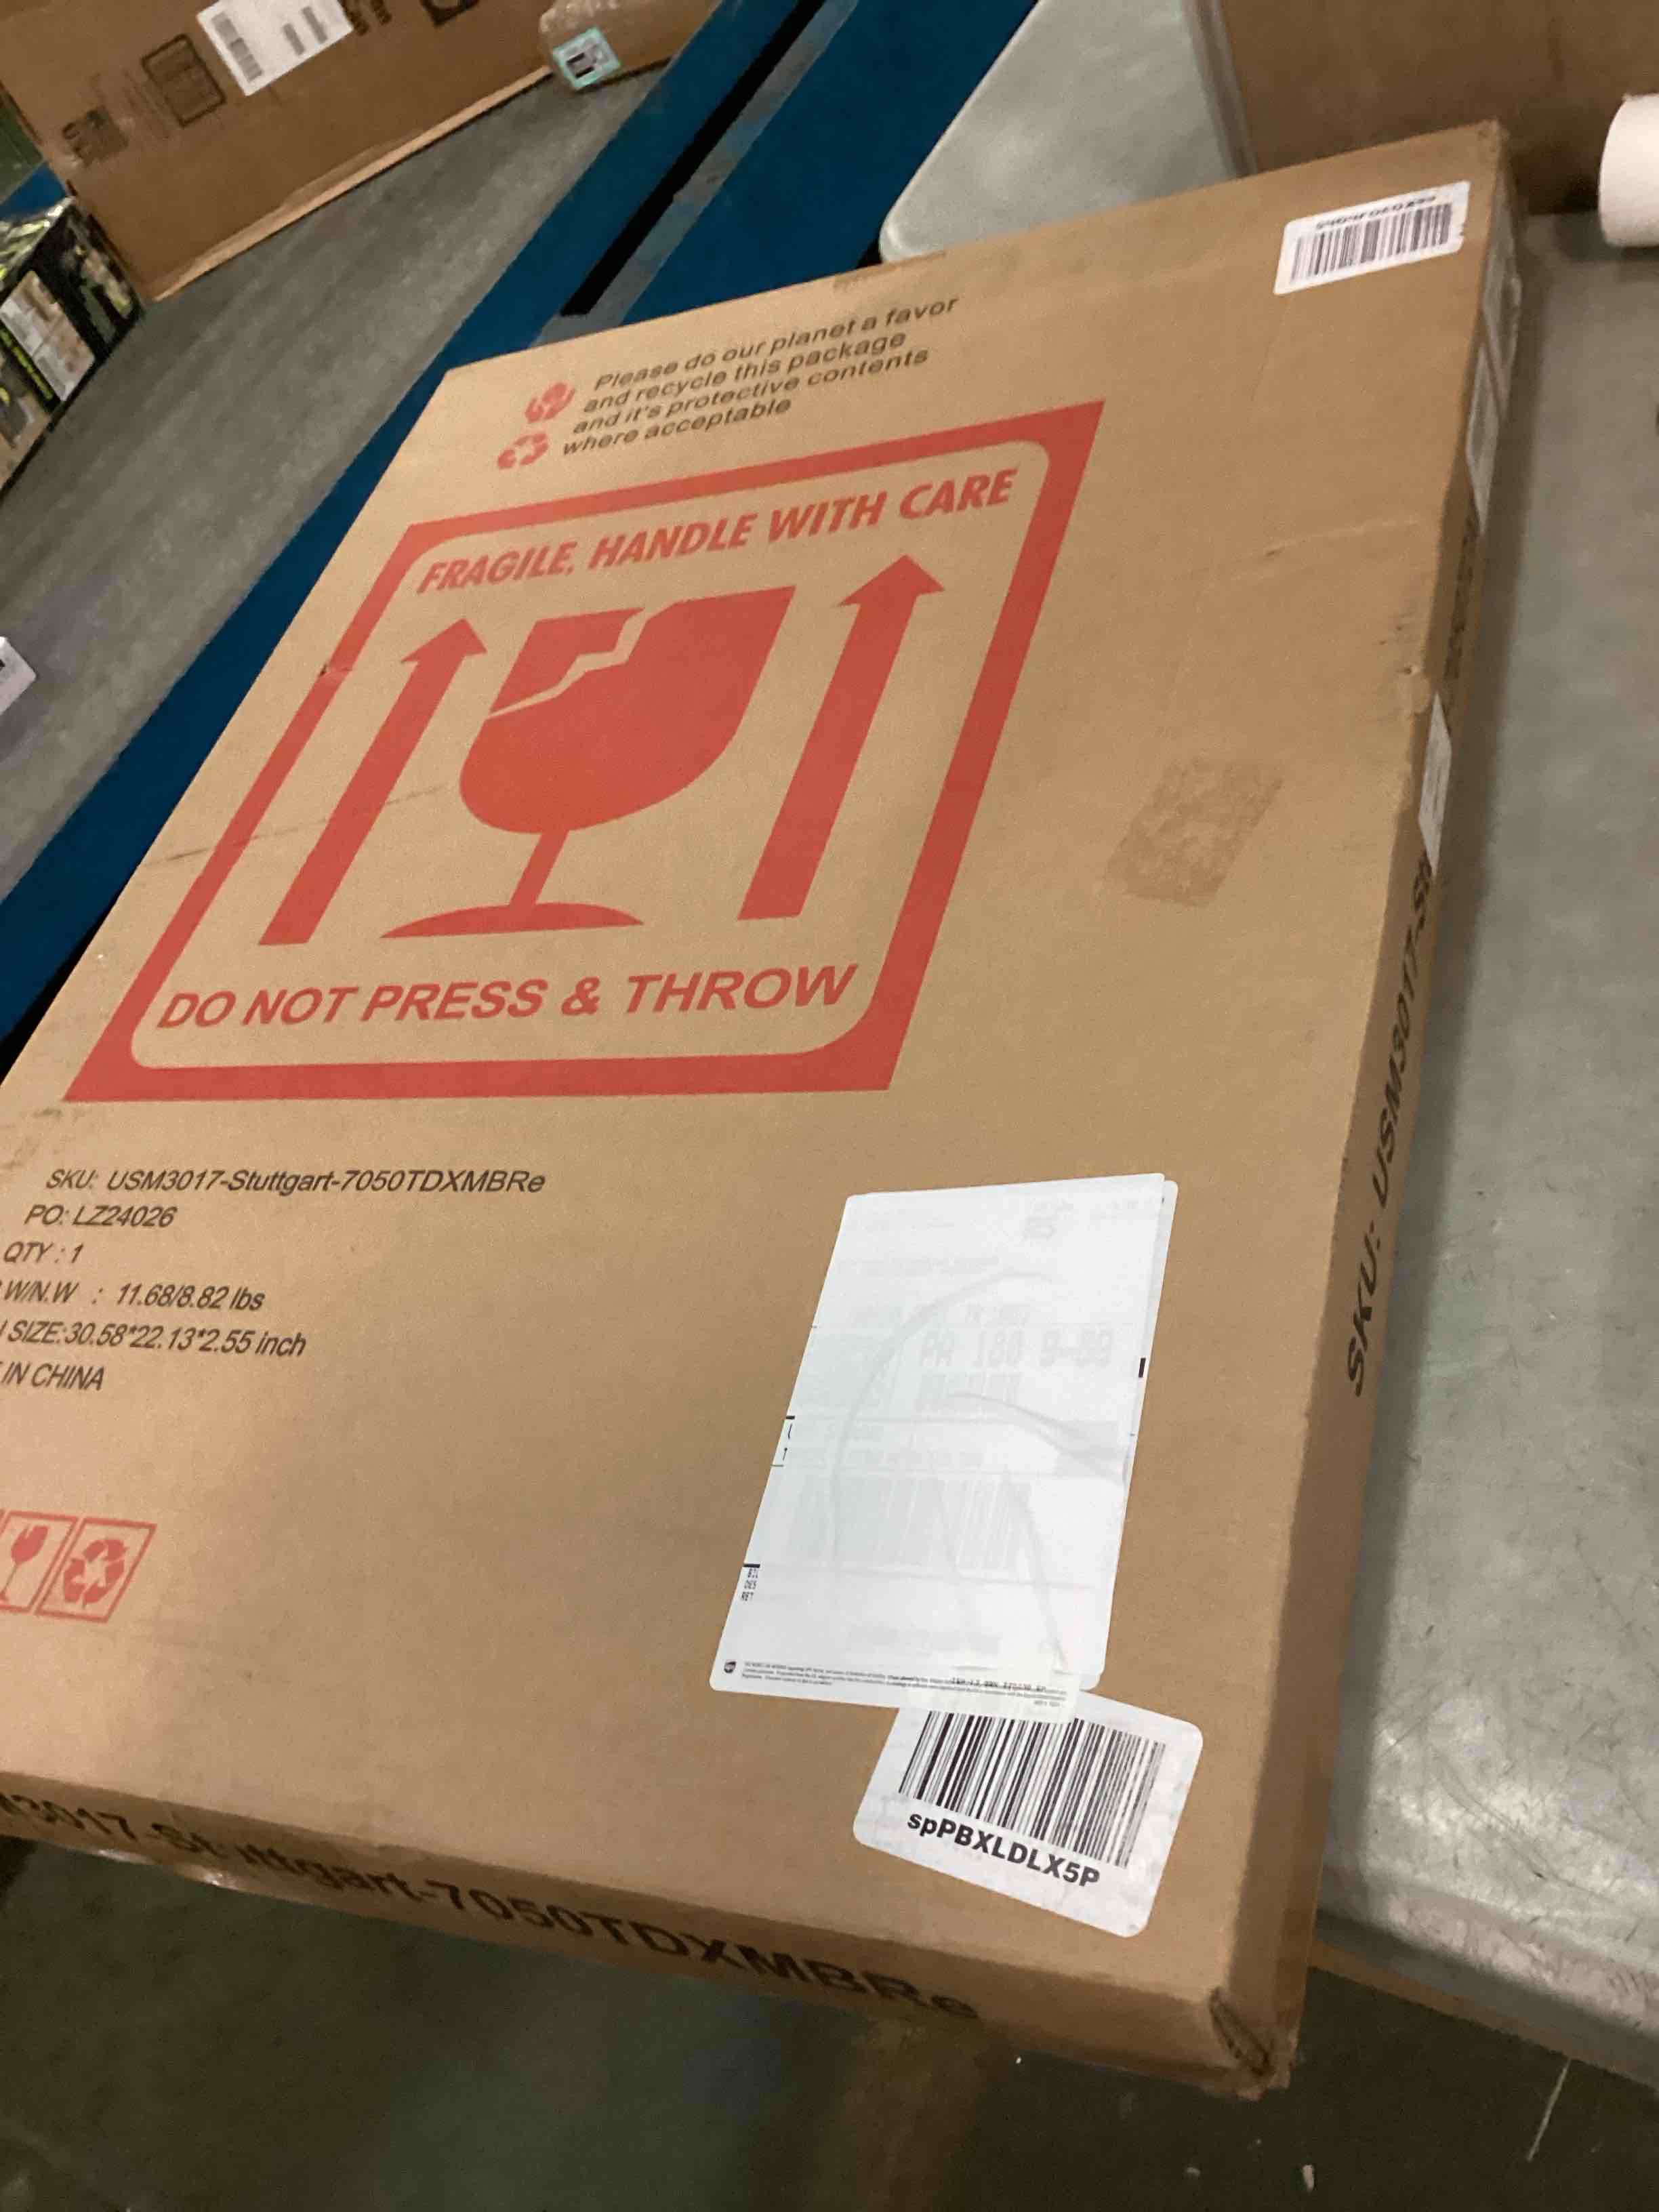 Please do our planet a favor
and recycle this package
and it's protective contents
where acceptable
FRAGILE, HANDLE WITH CARE
DO NOT PRESS & THROW
SKU: USM3017-Stuttgart-7050TDXMBRe
PO: LZ24026
QTY : 1
W/N.W : 11.68/8.82 lbs
SIZE:30.58*22.13*2.55 inch
IN CHINA
SKU: USM3017-St
spPBXLDLX5P
3017-Stuttgart-7050TDXMBRe